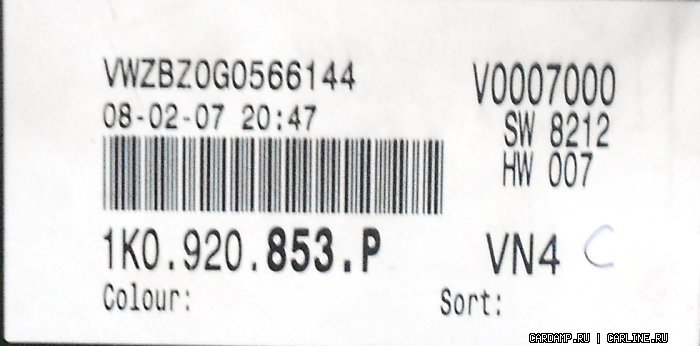 VWZBZ0G0566144
08-02-07 20:47
V0007000
SW 8212
HW 007
1K0.920.853.P
VN4 C
Colour:
Sort:
CARDAMP.RU | CARLINE.RU